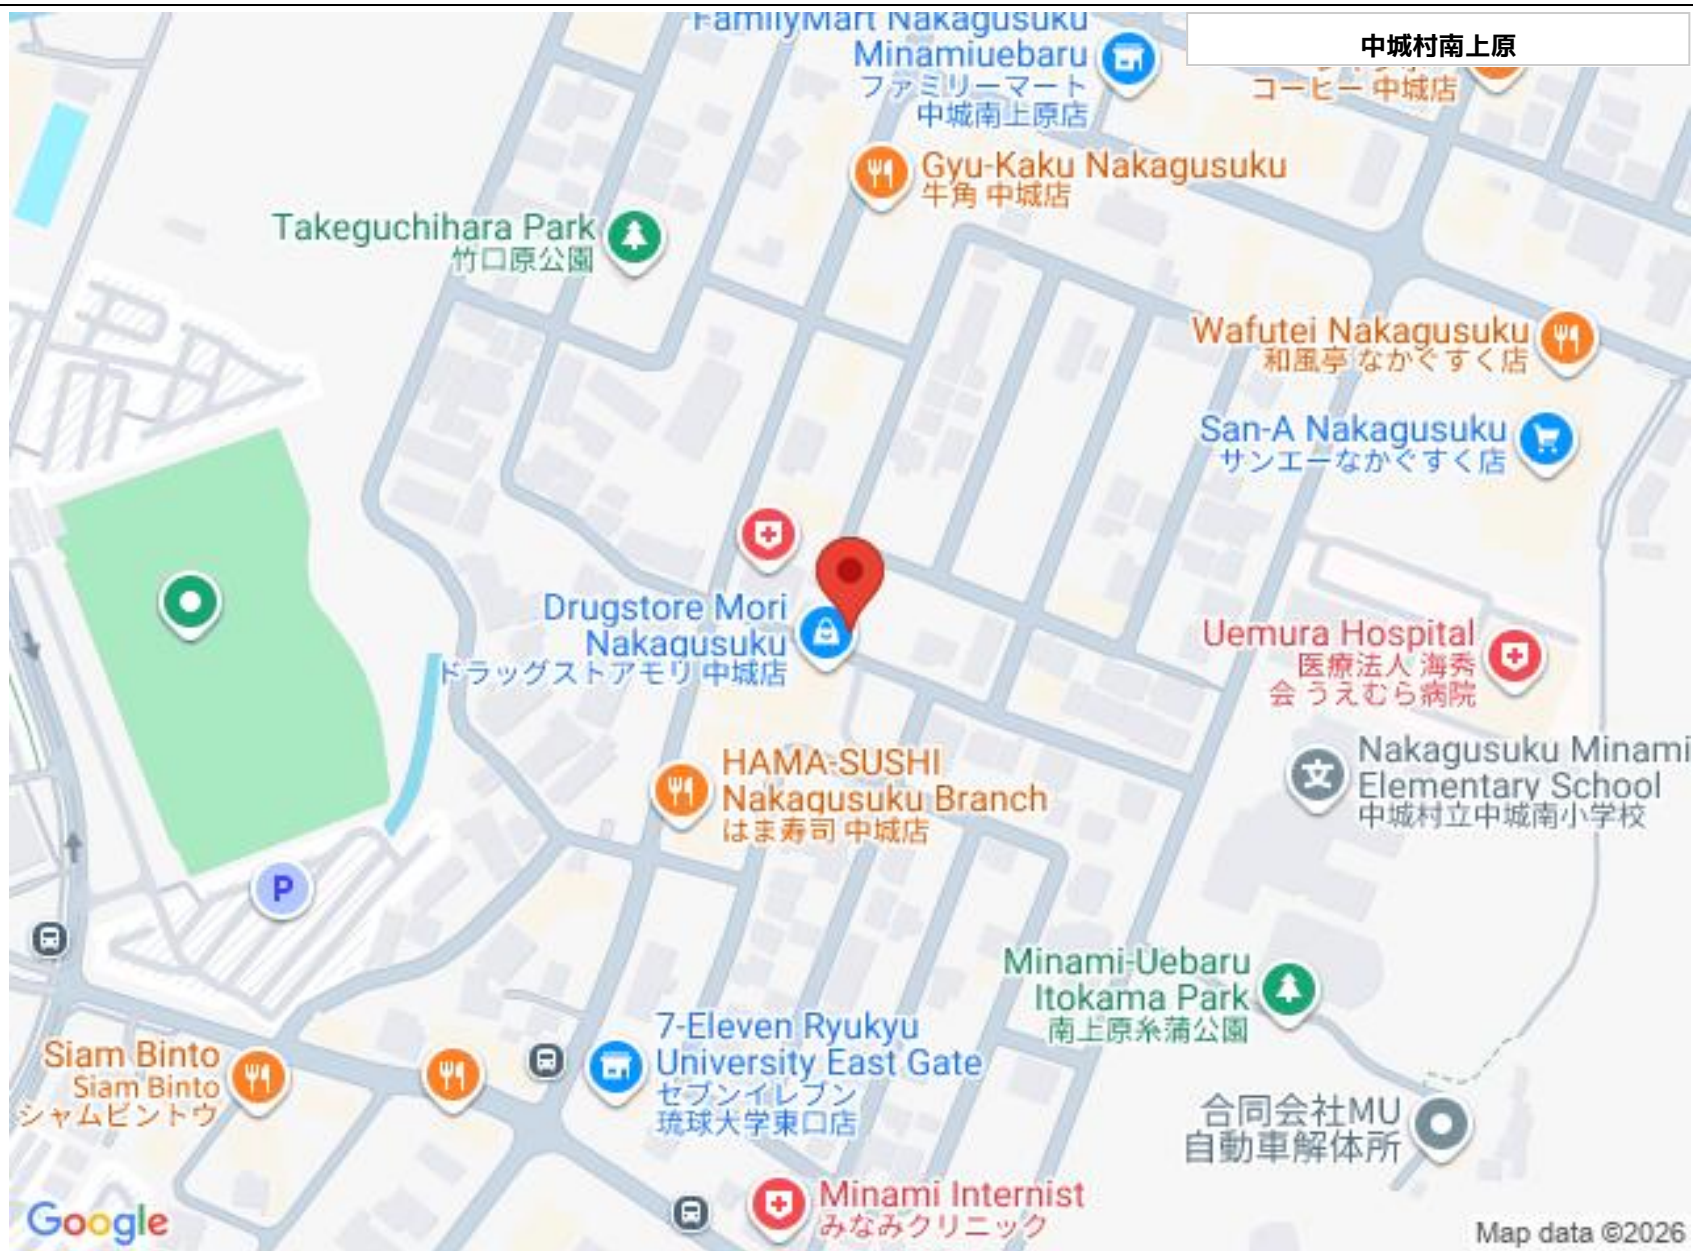 FamilyMart Nakagusuku
Minamiuebaru
ファミリーマート
中城南上原店
中城村南上原
コーヒー 中城店
Gyu-Kaku Nakagusuku
牛角 中城店
Takeguchihara Park
竹口原公園
Wafutei Nakagusuku
和風亭 なかぐすく店
San-A Nakagusuku
サンエーなかぐすく店
Drugstore Mori
Nakagusuku
ドラッグストアモリ 中城店
Uemura Hospital
医療法人 海秀
会 うえむら病院
HAMA-SUSHI
Nakagusuku Branch
はま寿司 中城店
Nakagusuku Minami
Elementary School
中城村立中城南小学校
P
Minami-Uebaru
Itokama Park
南上原糸蒲公園
7-Eleven Ryukyu
University East Gate
セブンイレブン
琉球大学東口店
Siam Binto
Siam Binto
シャムビントウ
合同会社MU
自動車解体所
Minami Internist
みなみクリニック
Google
Map data ©2026